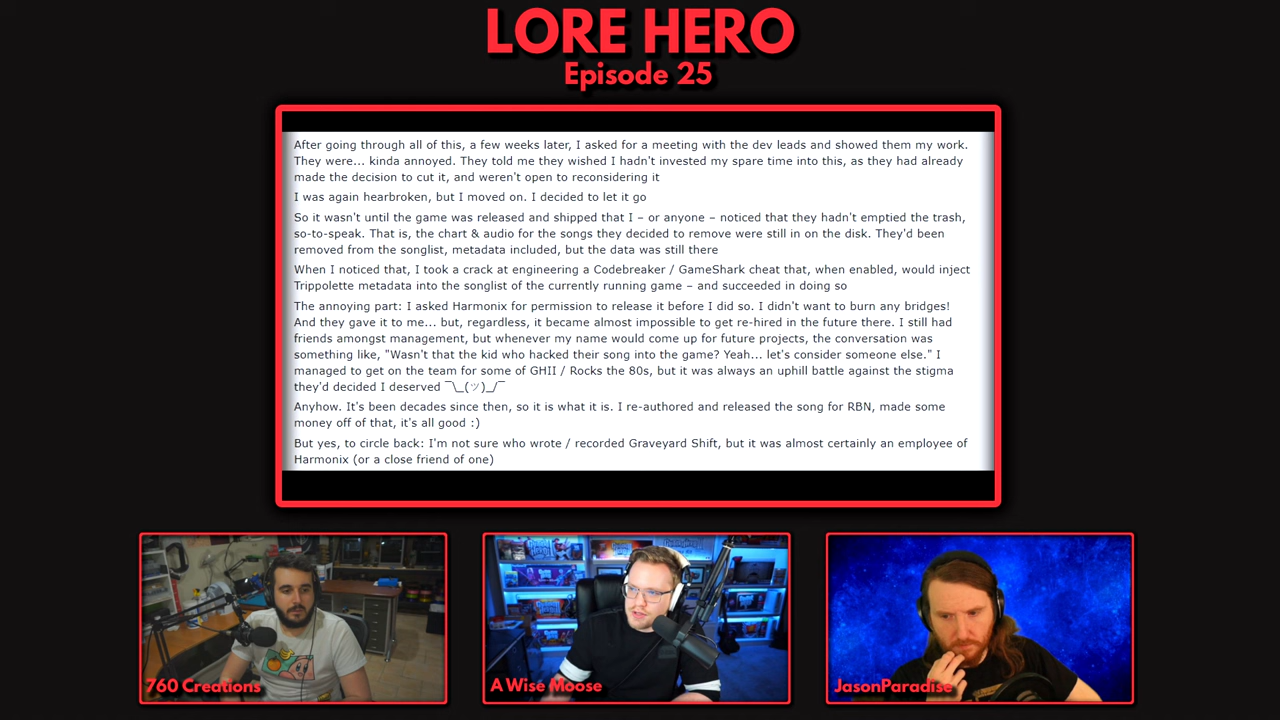 LORE HERO
Episode 25
After going through all of this, a few weeks later, I asked for a meeting with the dev leads and showed them my work.
They were... kinda annoyed. They told me they wished I hadn't invested my spare time into this, as they had already
made the decision to cut it, and weren't open to reconsidering it
I was again hearbroken, but I moved on. I decided to let it go
So it wasn't until the game was released and shipped that I – or anyone – noticed that they hadn't emptied the trash,
so-to-speak. That is, the chart & audio for the songs they decided to remove were still in on the disk. They'd been
removed from the songlist, metadata included, but the data was still there
When I noticed that, I took a crack at engineering a Codebreaker / GameShark cheat that, when enabled, would inject
Trippolette metadata into the songlist of the currently running game – and succeeded in doing so
The annoying part: I asked Harmonix for permission to release it before I did so. I didn't want to burn any bridges!
And they gave it to me... but, regardless, it became almost impossible to get re-hired in the future there. I still had
friends amongst management, but whenever my name would come up for future projects, the conversation was
something like, "Wasn't that the kid who hacked their song into the game? Yeah... let's consider someone else." I
managed to get on the team for some of GHII / Rocks the 80s, but it was always an uphill battle against the stigma
they'd decided I deserved ¯\_(ツ)_/¯
Anyhow. It's been decades since then, so it is what it is. I re-authored and released the song for RBN, made some
money off of that, it's all good :)
But yes, to circle back: I'm not sure who wrote / recorded Graveyard Shift, but it was almost certainly an employee of
Harmonix (or a close friend of one)
760 Creations
A Wise Moose
JasonParadise